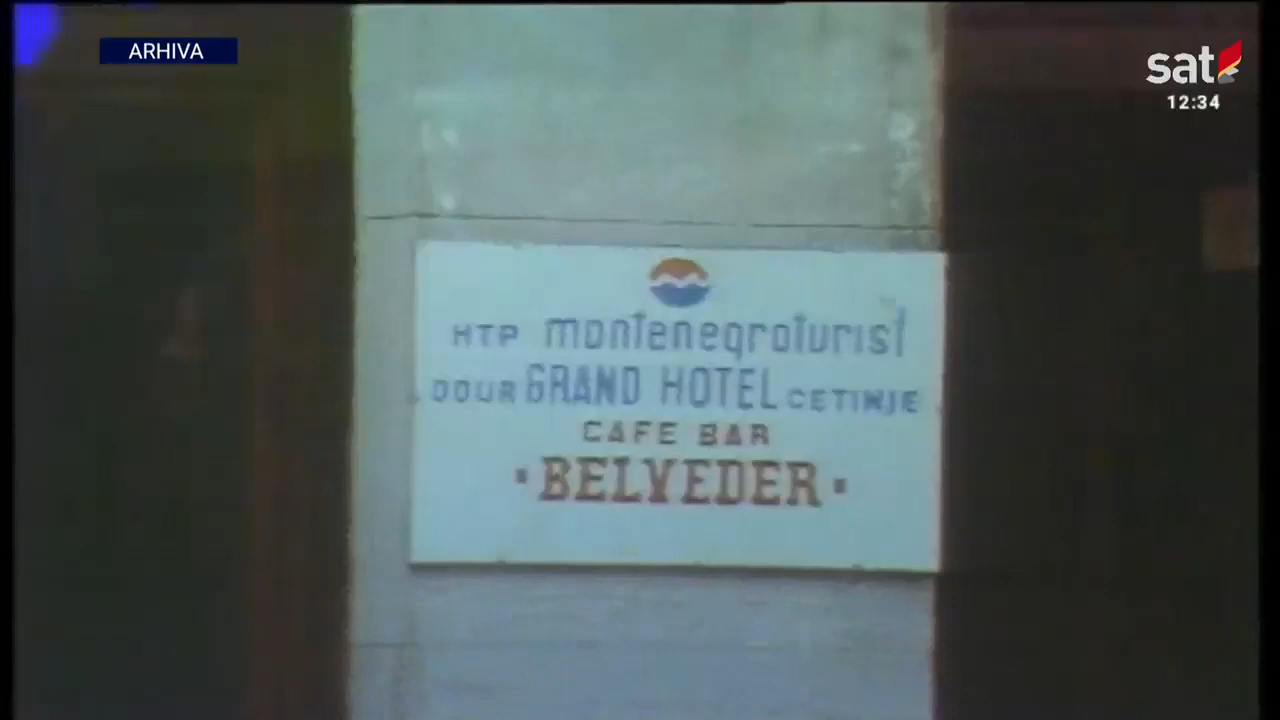 ARHIVA
sat
12:34
HTP montenegroturist
OOUR GRAND HOTEL CETINJE
CAFE BAR
· BELVEDER ·